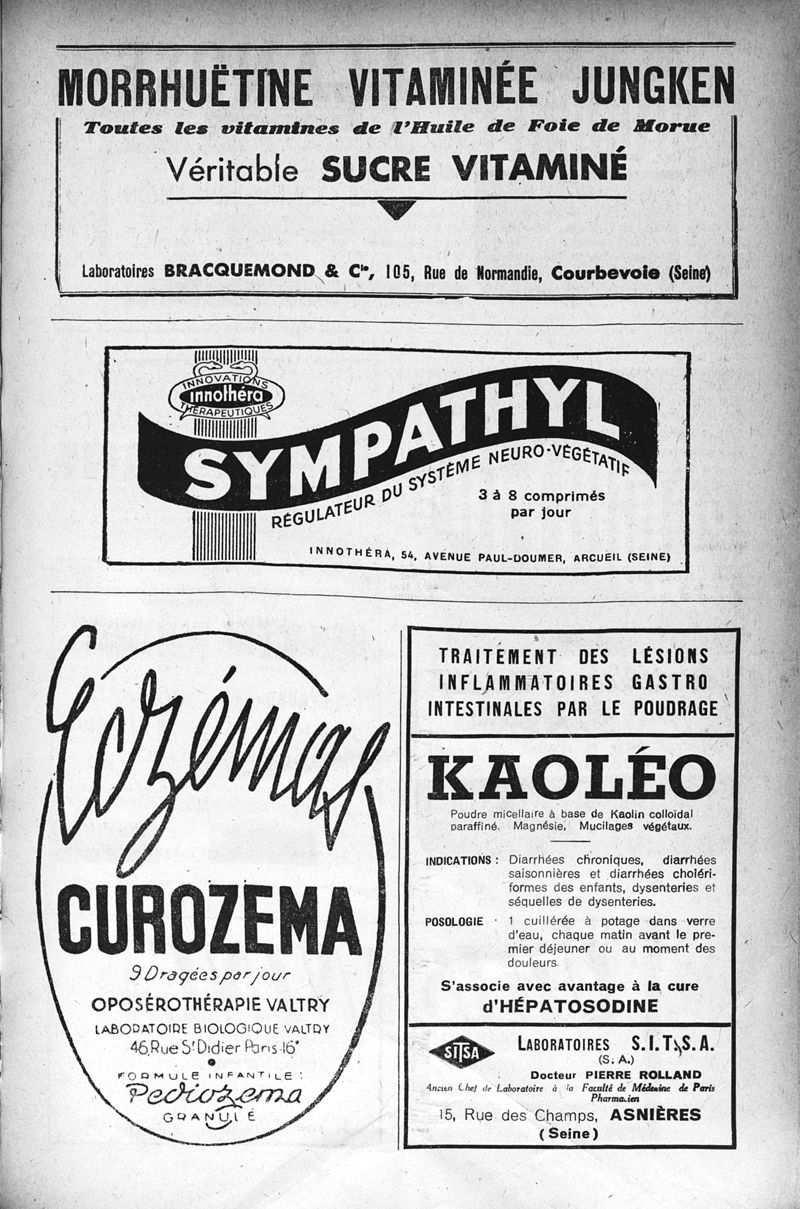 MORRHUËTINE VITAMINÉE JUNGKEN
Toutes les vitamines de l'Huile de Foie de Morue
Véritable SUCRE VITAMINÉ
Laboratoires BRACQUEMOND & Cie, 105, Rue de Normandie, Courbevoie (Seine)
INNOVATIONS
innothéra
THÉRAPEUTIQUES
SYMPATHYL
RÉGULATEUR DU SYSTÈME NEURO-VÉGÉTATIF
3 à 8 comprimés
par jour
INNOTHÉRA, 54, AVENUE PAUL-DOUMER, ARCUEIL (SEINE)
Eczémas
CUROZEMA
9 Dragées par jour
OPOSÉROTHÉRAPIE VALTRY
LABORATOIRE BIOLOGIQUE VALTRY
46, Rue St Didier Paris-16e
FORMULE INFANTILE :
Pediozema
GRANULÉ
TRAITEMENT DES LÉSIONS
INFLAMMATOIRES GASTRO
INTESTINALES PAR LE POUDRAGE
KAOLÉO
Poudre micellaire à base de Kaolin colloïdal
paraffiné. Magnésie, Mucilages végétaux.
INDICATIONS : Diarrhées chroniques, diarrhées
saisonnières et diarrhées choléri-
formes des enfants, dysenteries et
séquelles de dysenteries.
POSOLOGIE · 1 cuillérée à potage dans verre
d'eau, chaque matin avant le pre-
mier déjeuner ou au moment des
douleurs.
S'associe avec avantage à la cure
d'HÉPATOSODINE
SITSA
LABORATOIRES S.I.T.S.A.
(S. A.)
Docteur PIERRE ROLLAND
Ancien Chef de Laboratoire à la Faculté de Médecine de Paris
Pharmacien
15, Rue des Champs, ASNIÈRES
(Seine)